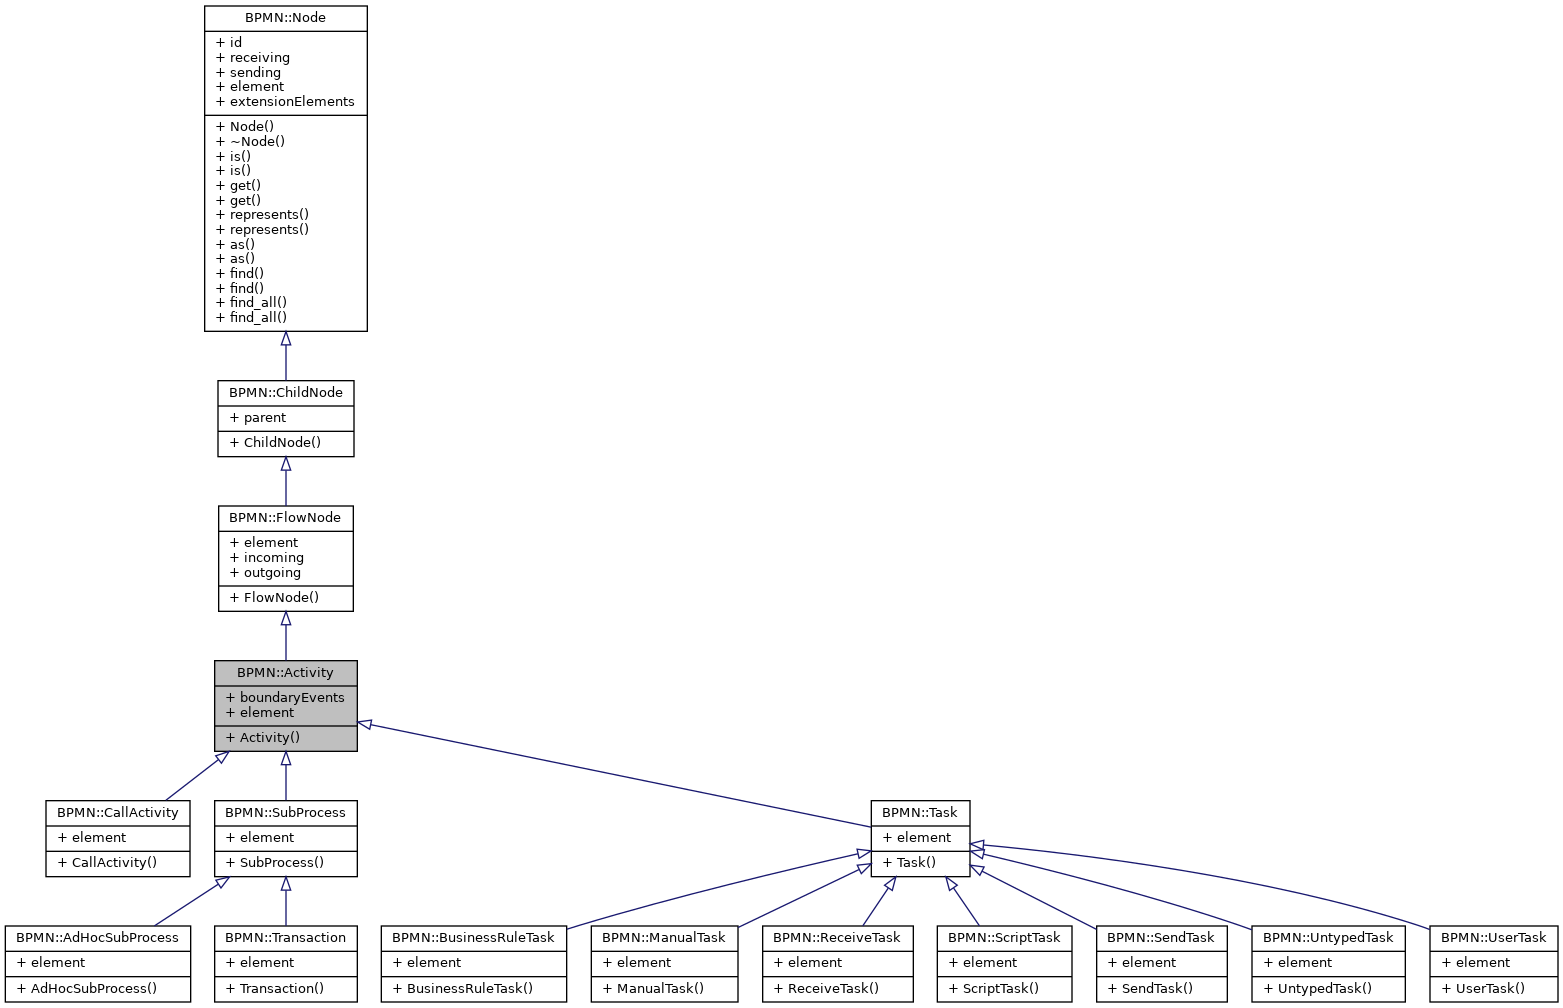 BPMN::Node
+ id
+ receiving
+ sending
+ element
+ extensionElements
+ Node()
+ ~Node()
+ is()
+ is()
+ get()
+ get()
+ represents()
+ represents()
+ as()
+ as()
+ find()
+ find()
+ find_all()
+ find_all()
BPMN::ChildNode
+ parent
+ ChildNode()
BPMN::FlowNode
+ element
+ incoming
+ outgoing
+ FlowNode()
BPMN::Activity
+ boundaryEvents
+ element
+ Activity()
BPMN::CallActivity
+ element
+ CallActivity()
BPMN::SubProcess
+ element
+ SubProcess()
BPMN::Task
+ element
+ Task()
BPMN::AdHocSubProcess
+ element
+ AdHocSubProcess()
BPMN::Transaction
+ element
+ Transaction()
BPMN::BusinessRuleTask
+ element
+ BusinessRuleTask()
BPMN::ManualTask
+ element
+ ManualTask()
BPMN::ReceiveTask
+ element
+ ReceiveTask()
BPMN::ScriptTask
+ element
+ ScriptTask()
BPMN::SendTask
+ element
+ SendTask()
BPMN::UntypedTask
+ element
+ UntypedTask()
BPMN::UserTask
+ element
+ UserTask()